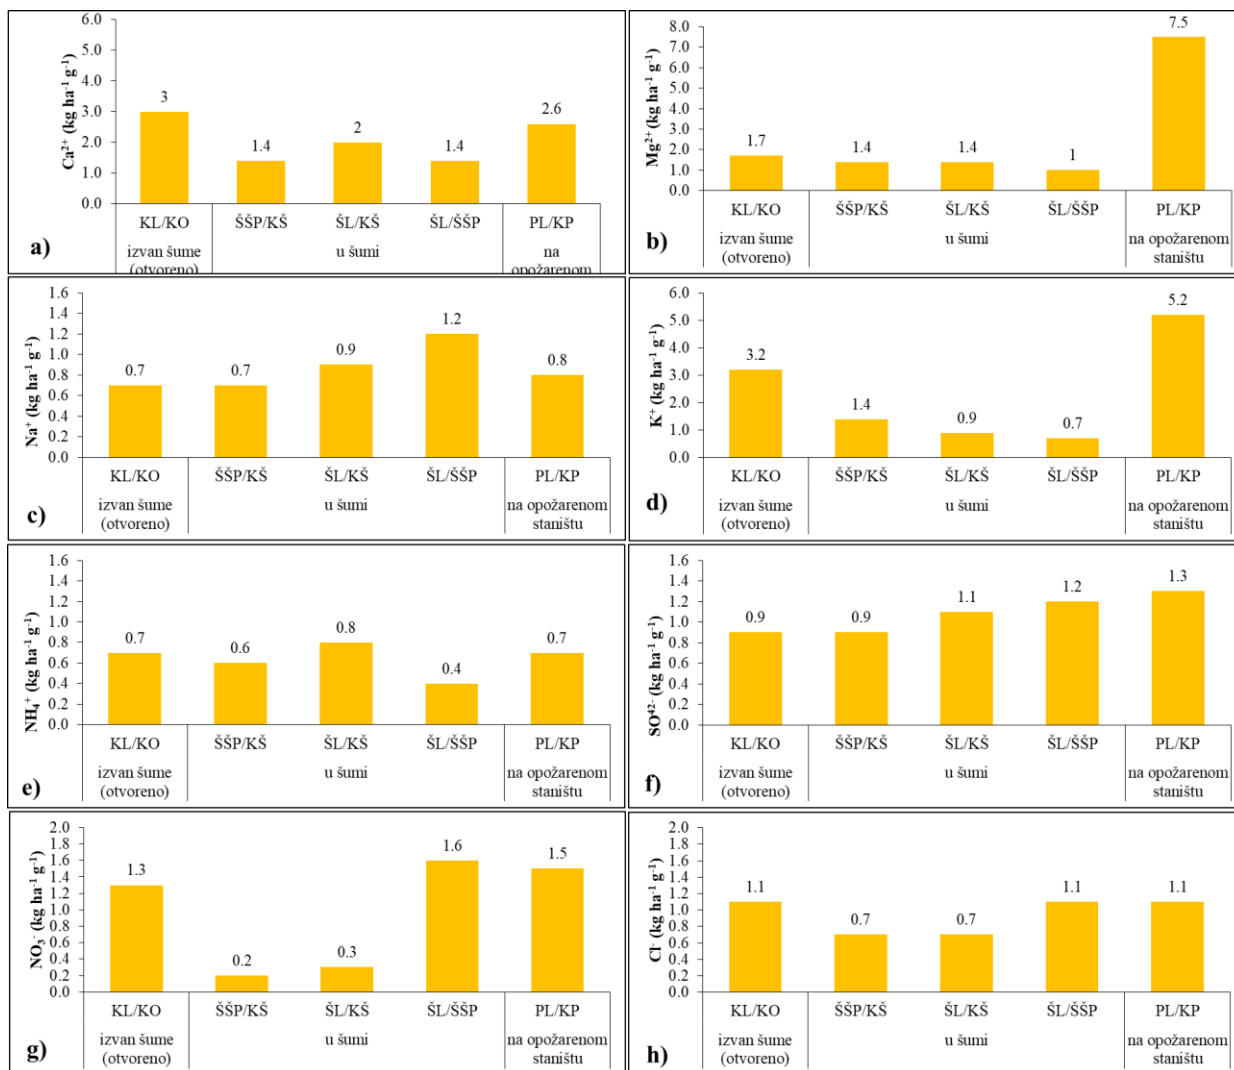 6.0
5.0
4.0
3.0
2.0
1.0
0.0
Ca²⁺ (kg ha⁻¹ g⁻¹)
3
1.4
2
1.4
2.6
KL/KO ŠŠP/KŠ ŠL/KŠ ŠL/ŠŠP PL/KP
izvan šume u šumi na
(otvoreno) opožarenom
a)
8.0
7.0
6.0
5.0
4.0
3.0
2.0
1.0
0.0
Mg²⁺ (kg ha⁻¹ g⁻¹)
1.7
1.4
1.4
1
7.5
KL/KO ŠŠP/KŠ ŠL/KŠ ŠL/ŠŠP PL/KP
izvan šume u šumi na opožarenom
(otvoreno) staništu
b)
1.6
1.4
1.2
1.0
0.8
0.6
0.4
0.2
0.0
Na⁺ (kg ha⁻¹ g⁻¹)
0.7
0.7
0.9
1.2
0.8
KL/KO ŠŠP/KŠ ŠL/KŠ ŠL/ŠŠP PL/KP
izvan šume u šumi na opožarenom
(otvoreno) staništu
c)
6.0
5.0
4.0
3.0
2.0
1.0
0.0
K⁺ (kg ha⁻¹ g⁻¹)
3.2
1.4
0.9
0.7
5.2
KL/KO ŠŠP/KŠ ŠL/KŠ ŠL/ŠŠP PL/KP
izvan šume u šumi na opožarenom
(otvoreno) staništu
d)
1.6
1.4
1.2
1.0
0.8
0.6
0.4
0.2
0.0
NH₄⁺ (kg ha⁻¹ g⁻¹)
0.7
0.6
0.8
0.4
0.7
KL/KO ŠŠP/KŠ ŠL/KŠ ŠL/ŠŠP PL/KP
izvan šume u šumi na opožarenom
(otvoreno) staništu
e)
1.6
1.4
1.2
1.0
0.8
0.6
0.4
0.2
0.0
SO⁴²⁻ (kg ha⁻¹ g⁻¹)
0.9
0.9
1.1
1.2
1.3
KL/KO ŠŠP/KŠ ŠL/KŠ ŠL/ŠŠP PL/KP
izvan šume u šumi na opožarenom
(otvoreno) staništu
f)
2.0
1.8
1.6
1.4
1.2
1.0
0.8
0.6
0.4
0.2
0.0
NO₃⁻ (kg ha⁻¹ g⁻¹)
1.3
0.2
0.3
1.6
1.5
KL/KO ŠŠP/KŠ ŠL/KŠ ŠL/ŠŠP PL/KP
izvan šume u šumi na opožarenom
(otvoreno) staništu
g)
2.0
1.8
1.6
1.4
1.2
1.0
0.8
0.6
0.4
0.2
0.0
Cl⁻ (kg ha⁻¹ g⁻¹)
1.1
0.7
0.7
1.1
1.1
KL/KO ŠŠP/KŠ ŠL/KŠ ŠL/ŠŠP PL/KP
izvan šume u šumi na opožarenom
(otvoreno) staništu
h)